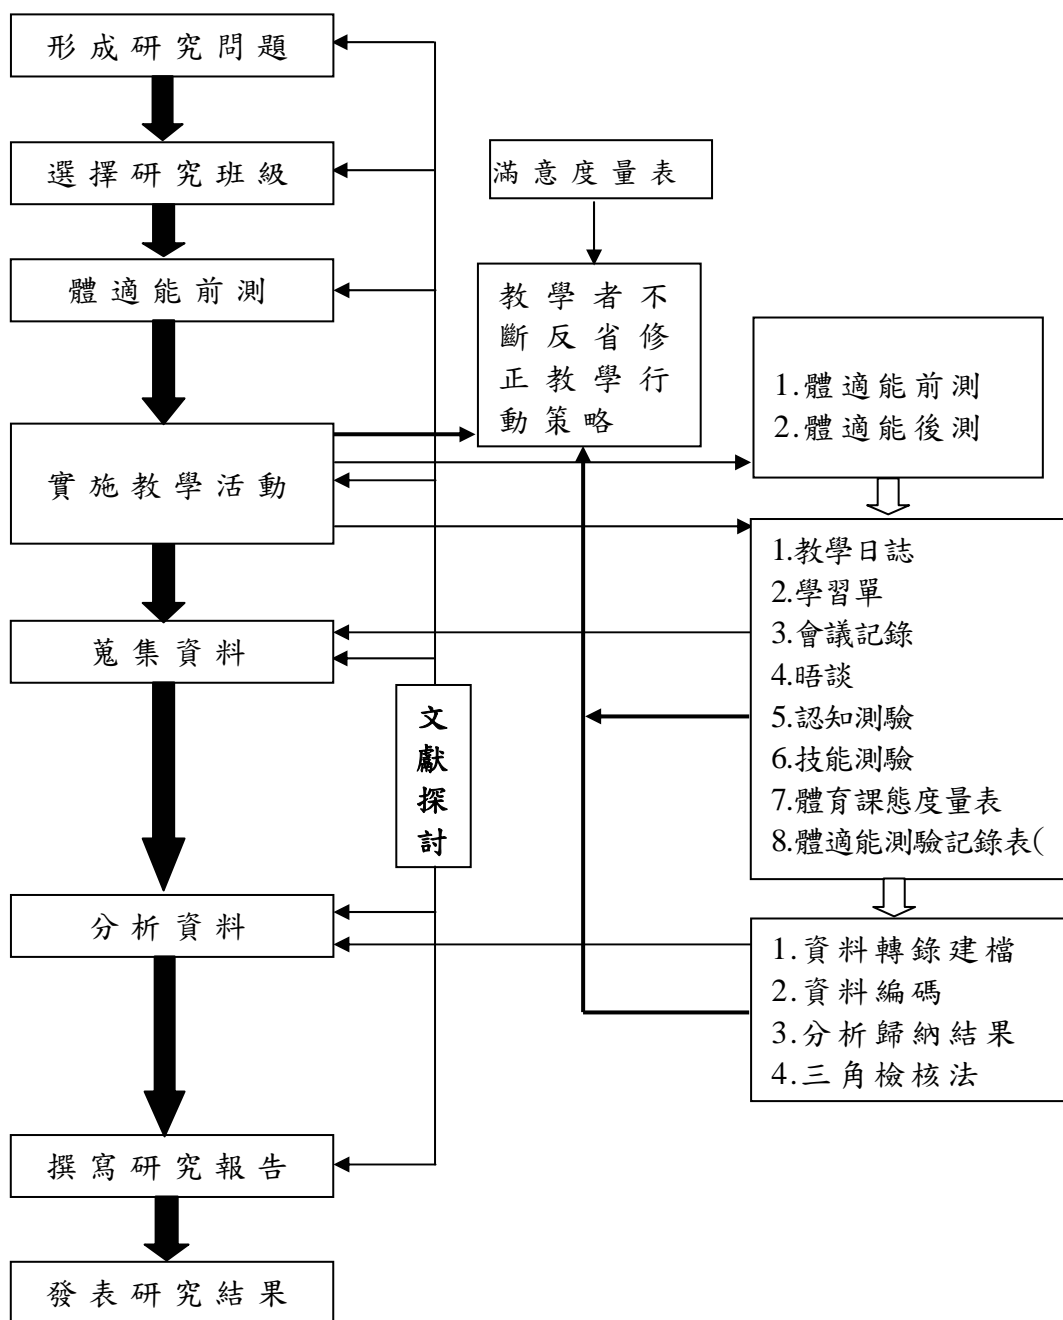 形成研究問題
選擇研究班級
滿意度量表
體適能前測
教學者不
斷反省修
正教學行
動策略
1.體適能前測
2.體適能後測
實施教學活動
1.教學日誌
2.學習單
3.會議記錄
4.晤談
5.認知測驗
6.技能測驗
7.體育課態度量表
8.體適能測驗記錄表(
蒐集資料
文
獻
探
討
分析資料
1.資料轉錄建檔
2.資料編碼
3.分析歸納結果
4.三角檢核法
撰寫研究報告
發表研究結果